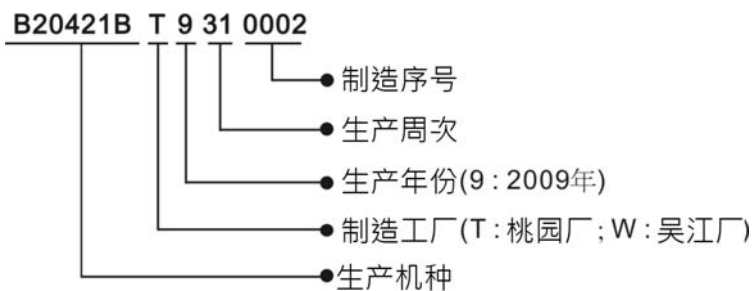 B20421B T 9 31 0002
制造序号
生产周次
生产年份(9 : 2009年)
制造工厂(T : 桃园厂; W : 吴江厂)
生产机种